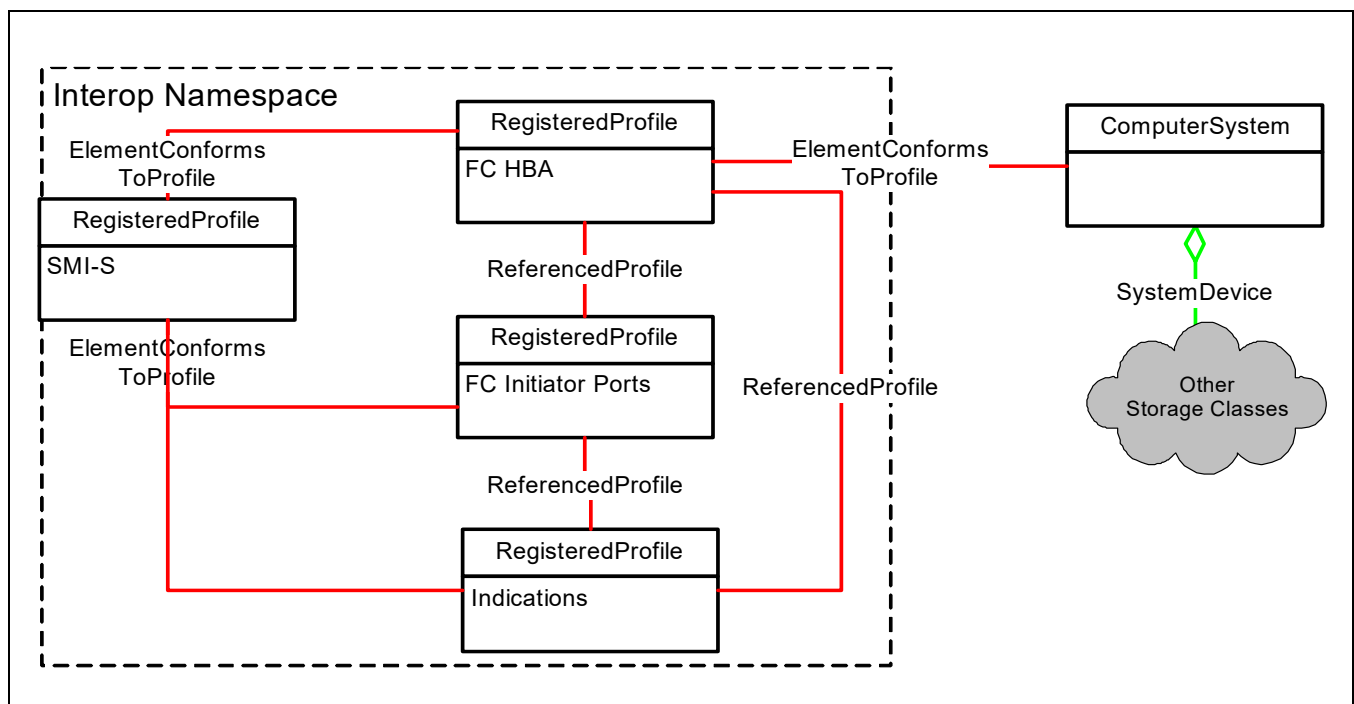 Interop Namespace
RegisteredProfile
FC HBA
ElementConforms
ToProfile
ElementConforms
ToProfile
ComputerSystem
RegisteredProfile
SMI-S
ReferencedProfile
SystemDevice
ElementConforms
ToProfile
RegisteredProfile
FC Initiator Ports
ReferencedProfile
Other
Storage Classes
ReferencedProfile
RegisteredProfile
Indications